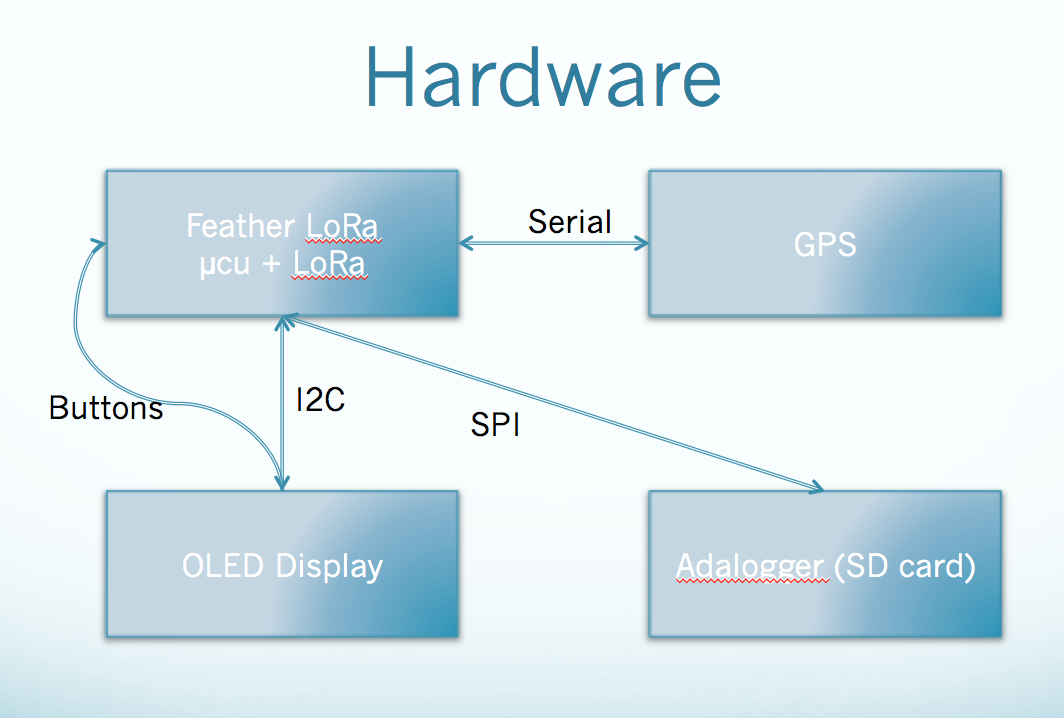 Hardware
Feather LoRa
μcu + LoRa
Serial
GPS
Buttons
I2C
SPI
OLED Display
Adalogger (SD card)